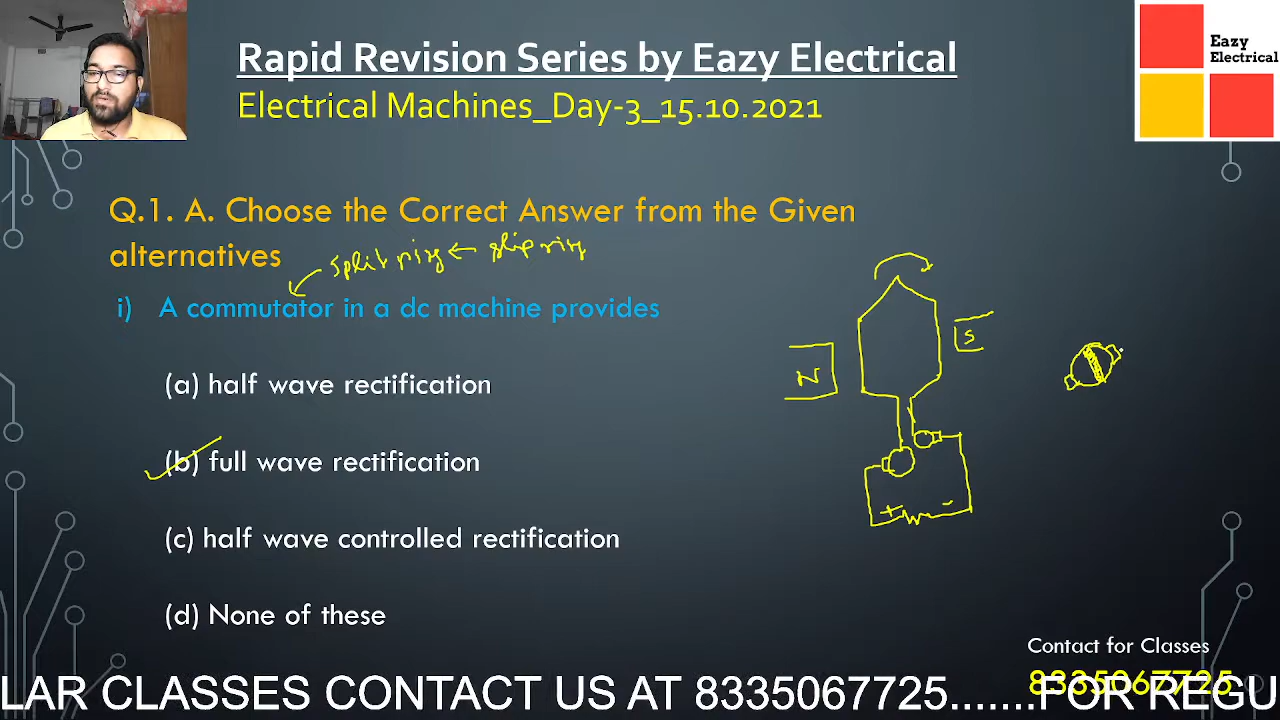 Rapid Revision Series by Eazy Electrical
Electrical Machines_Day-3_15.10.2021
Eazy
Electrical
Q.1. A. Choose the Correct Answer from the Given
alternatives
split ring ← slip ring
i) A commutator in a dc machine provides
(a) half wave rectification
(b) full wave rectification
(c) half wave controlled rectification
(d) None of these
N
S
+ -
Contact for Classes
8335067725
LAR CLASSES CONTACT US AT 8335067725.......FOR REGU